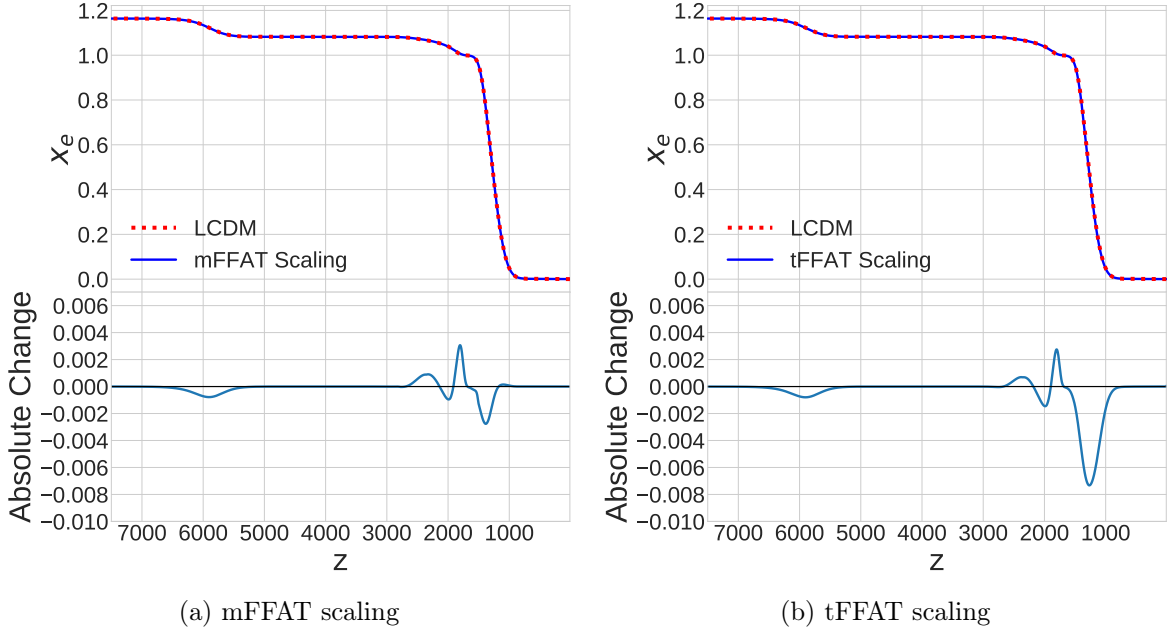 1.2
1.0
0.8
0.6
0.4
0.2
0.0
x_e
LCDM
mFFAT Scaling
0.006
0.004
0.002
0.000
−0.002
−0.004
−0.006
−0.008
−0.010
Absolute Change
7000 6000 5000 4000 3000 2000 1000
z
(a) mFFAT scaling
1.2
1.0
0.8
0.6
0.4
0.2
0.0
x_e
LCDM
tFFAT Scaling
0.006
0.004
0.002
0.000
−0.002
−0.004
−0.006
−0.008
−0.010
Absolute Change
7000 6000 5000 4000 3000 2000 1000
z
(b) tFFAT scaling